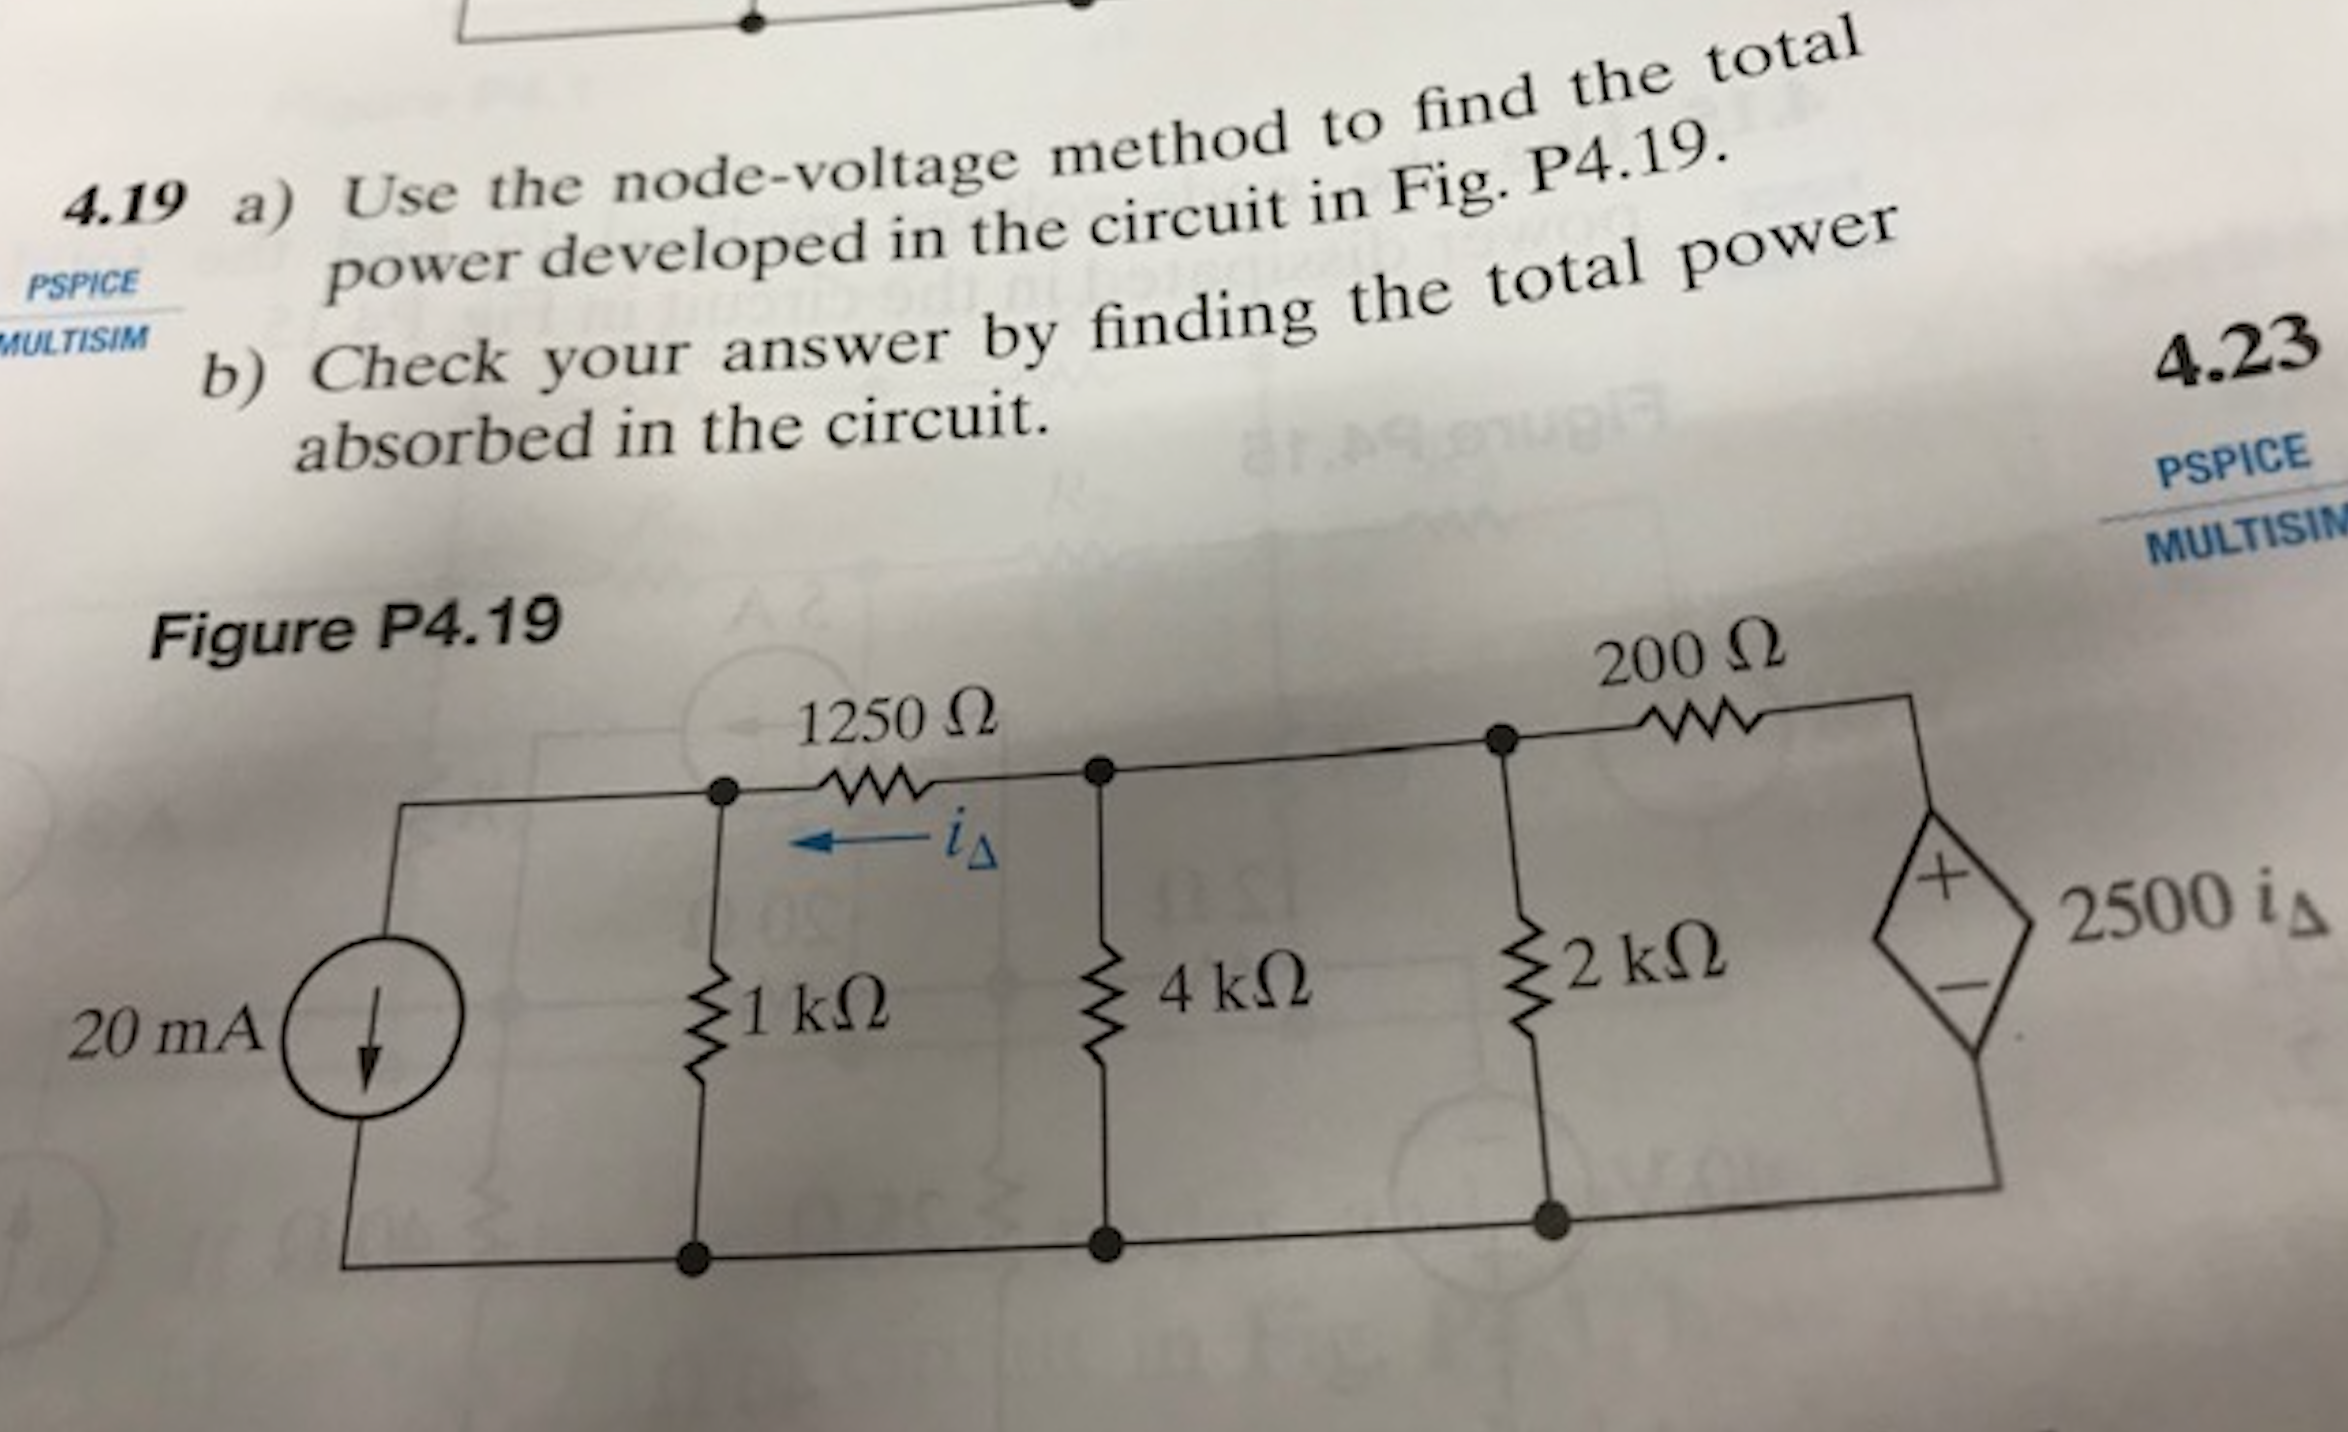 4.19 a) Use the node-voltage method to find the total
power developed in the circuit in Fig. P4.19.
PSPICE
MULTISIM
b) Check your answer by finding the total power
absorbed in the circuit.
4.23
PSPICE
MULTISIM
Figure P4.19
1250 Ω
200 Ω
i_Δ
20 mA
1 kΩ
4 kΩ
2 kΩ
+
−
2500 i_Δ